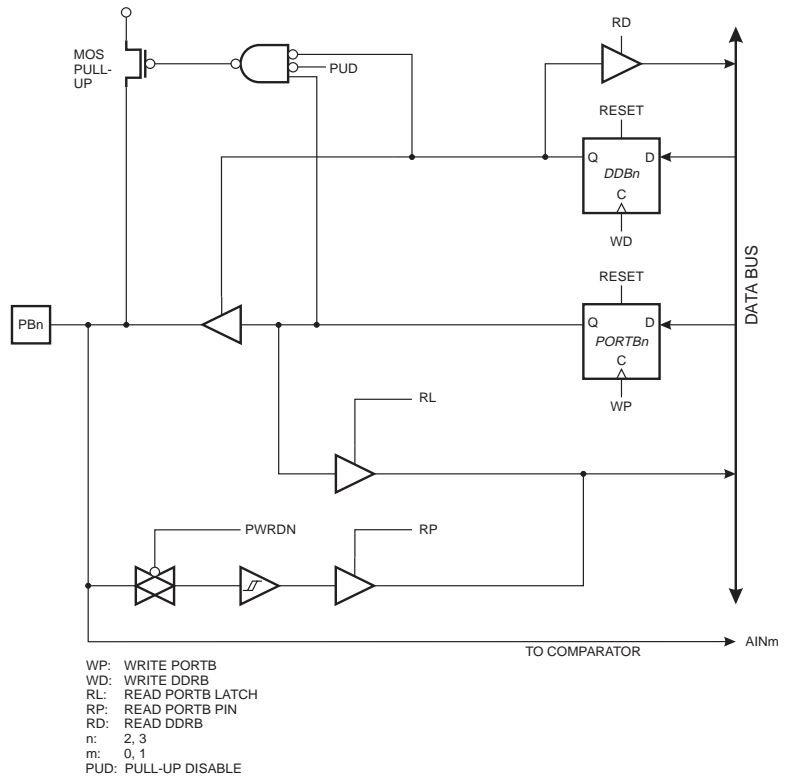 RD
MOS
PULL-
UP
PUD
RESET
Q D
DDBn
C
WD
DATA BUS
RESET
PBn
Q D
PORTBn
C
WP
RL
PWRDN
RP
AINm
TO COMPARATOR
WP: WRITE PORTB
WD: WRITE DDRB
RL: READ PORTB LATCH
RP: READ PORTB PIN
RD: READ DDRB
n: 2, 3
m: 0, 1
PUD: PULL-UP DISABLE